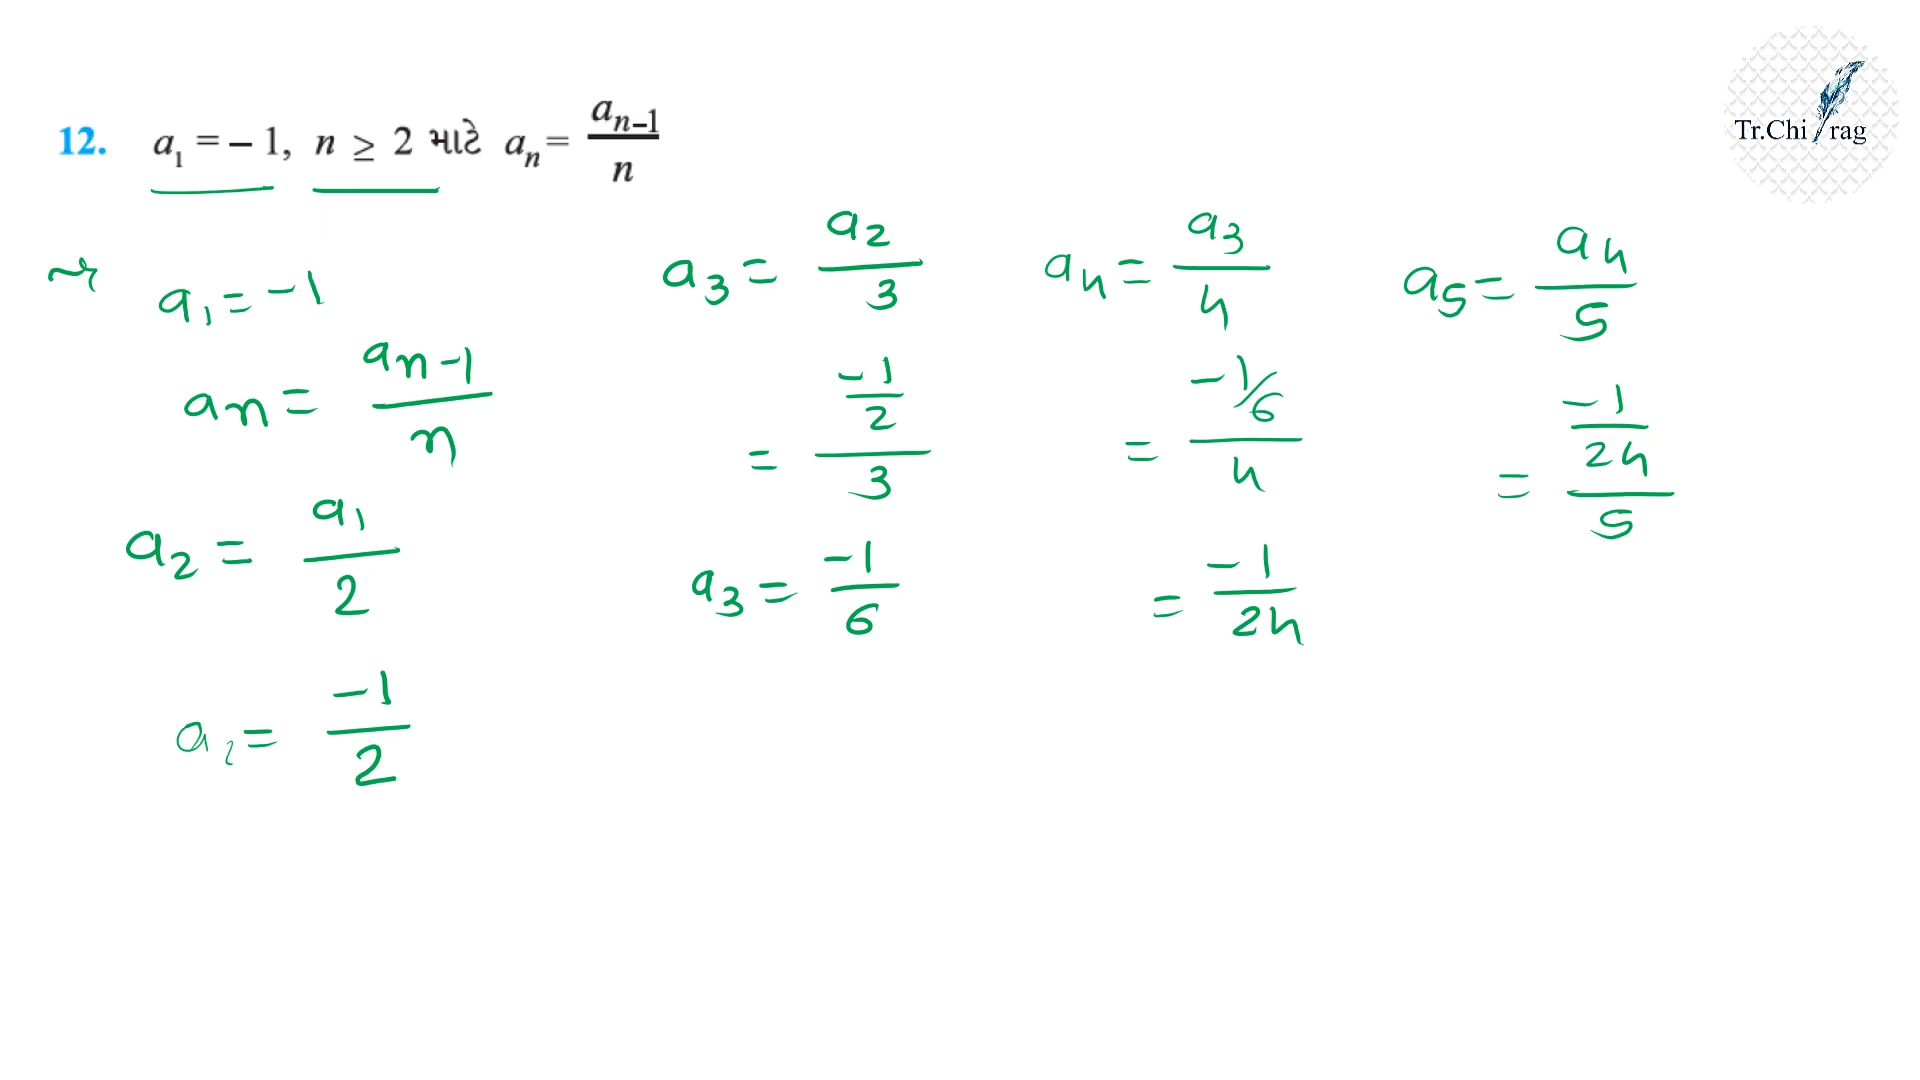 12. a₁ = – 1, n ≥ 2 માટે aₙ = aₙ₋₁ / n
Tr.Chirag
a₁ = -1
aₙ = aₙ₋₁ / n
a₂ = a₁ / 2
a₂ = -1 / 2
a₃ = a₂ / 3
= (-1/2) / 3
a₃ = -1 / 6
a₄ = a₃ / 4
= (-1/6) / 4
= -1 / 24
a₅ = a₄ / 5
= (-1/24) / 5